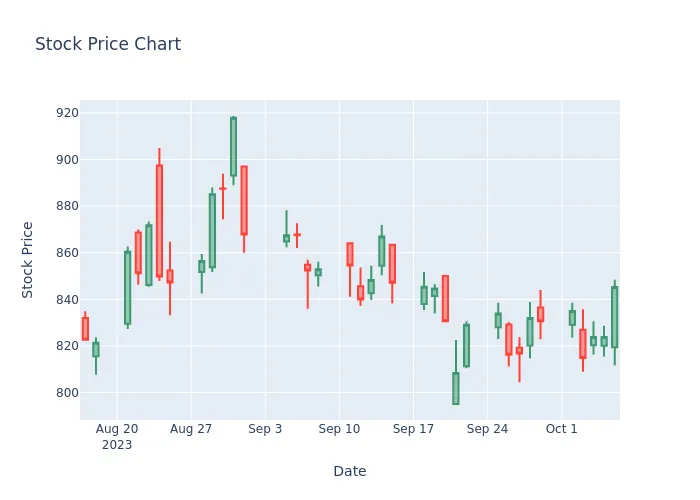 Stock Price Chart
920
900
880
860
840
820
800
Stock Price
Aug 20
2023
Aug 27
Sep 3
Sep 10
Sep 17
Sep 24
Oct 1
Date